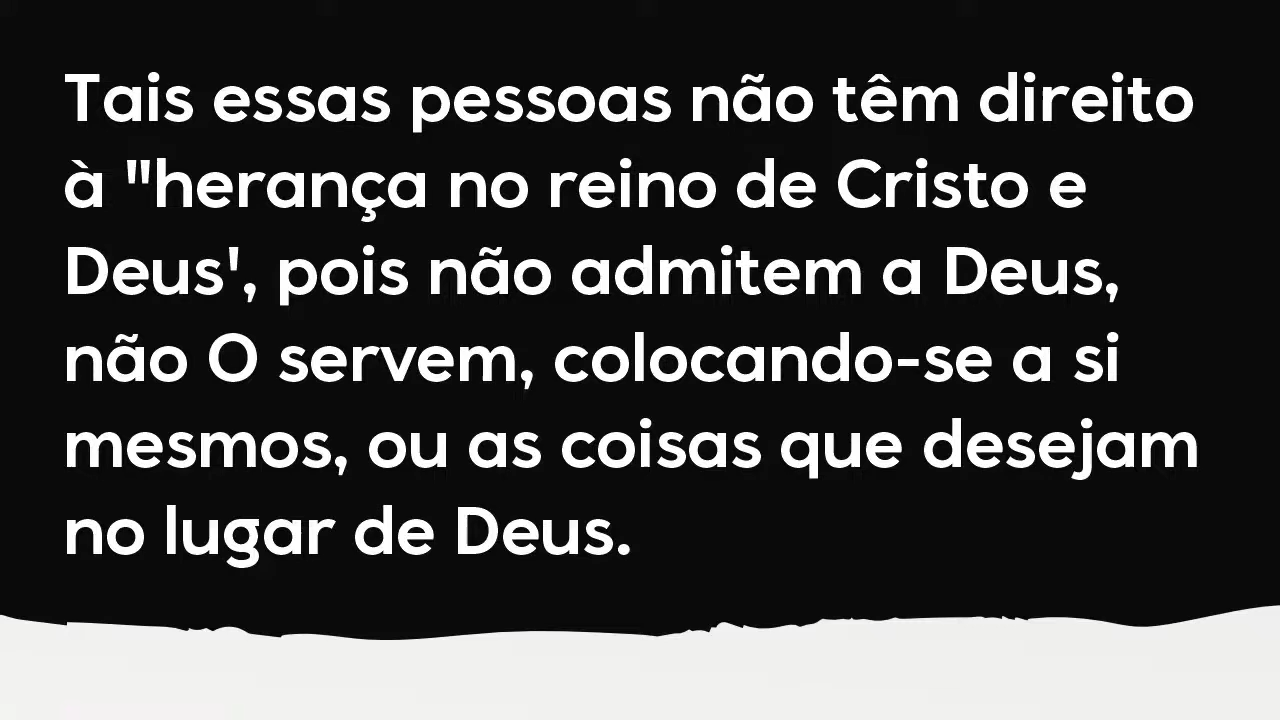 Tais essas pessoas não têm direito
à "herança no reino de Cristo e
Deus', pois não admitem a Deus,
não O servem, colocando-se a si
mesmos, ou as coisas que desejam
no lugar de Deus.